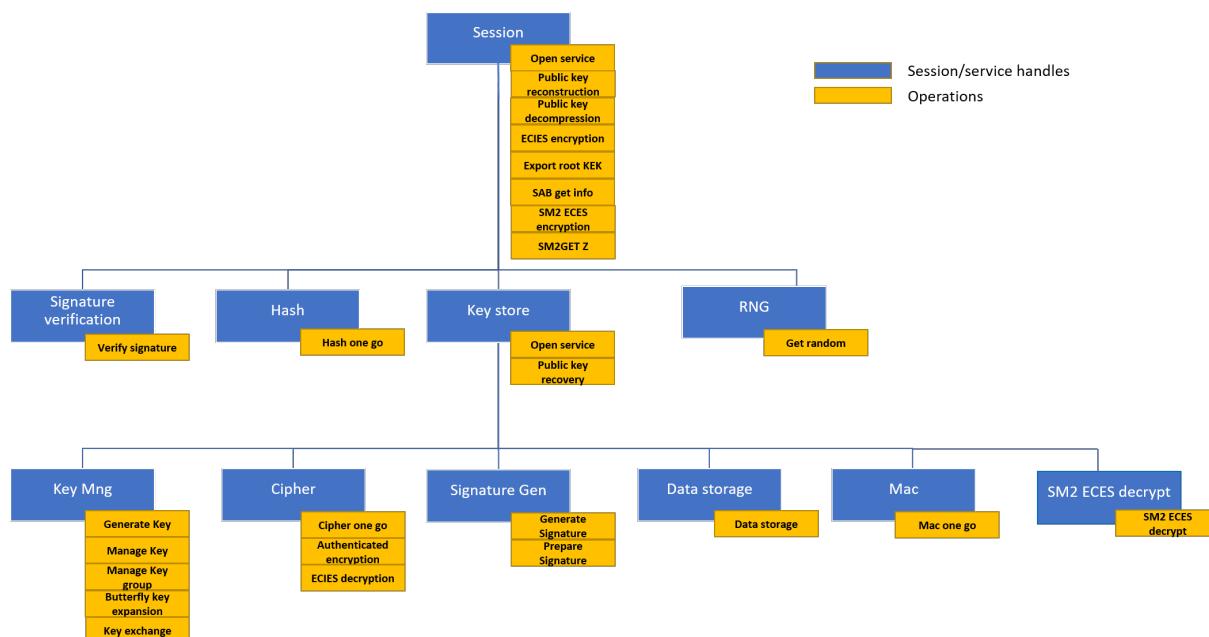 Session
Open service
Public key
reconstruction
Public key
decompression
ECIES encryption
Export root KEK
SAB get info
SM2 ECES
encryption
SM2GET Z
Session/service handles
Operations
Signature
verification
Verify signature
Hash
Hash one go
Key store
Open service
Public key
recovery
RNG
Get random
Key Mng
Generate Key
Manage Key
Manage Key
group
Butterfly key
expansion
Key exchange
Cipher
Cipher one go
Authenticated
encryption
ECIES decryption
Signature Gen
Generate
Signature
Prepare
Signature
Data storage
Data storage
Mac
Mac one go
SM2 ECES decrypt
SM2 ECES
decrypt